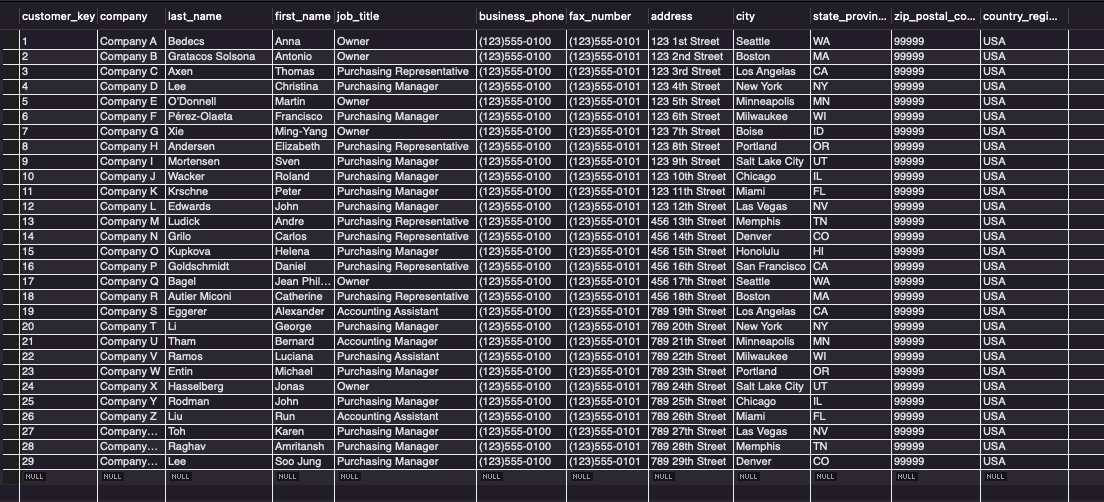 customer_key company last_name first_name job_title business_phone fax_number address city state_provin... zip_postal_co... country_regi...
1 Company A Bedecs Anna Owner (123)555-0100 (123)555-0101 123 1st Street Seattle WA 99999 USA
2 Company B Gratacos Solsona Antonio Owner (123)555-0100 (123)555-0101 123 2nd Street Boston MA 99999 USA
3 Company C Axen Thomas Purchasing Representative (123)555-0100 (123)555-0101 123 3rd Street Los Angelas CA 99999 USA
4 Company D Lee Christina Purchasing Manager (123)555-0100 (123)555-0101 123 4th Street New York NY 99999 USA
5 Company E O'Donnell Martin Owner (123)555-0100 (123)555-0101 123 5th Street Minneapolis MN 99999 USA
6 Company F Pérez-Olaeta Francisco Purchasing Manager (123)555-0100 (123)555-0101 123 6th Street Milwaukee WI 99999 USA
7 Company G Xie Ming-Yang Owner (123)555-0100 (123)555-0101 123 7th Street Boise ID 99999 USA
8 Company H Andersen Elizabeth Purchasing Representative (123)555-0100 (123)555-0101 123 8th Street Portland OR 99999 USA
9 Company I Mortensen Sven Purchasing Manager (123)555-0100 (123)555-0101 123 9th Street Salt Lake City UT 99999 USA
10 Company J Wacker Roland Purchasing Manager (123)555-0100 (123)555-0101 123 10th Street Chicago IL 99999 USA
11 Company K Krschne Peter Purchasing Manager (123)555-0100 (123)555-0101 123 11th Street Miami FL 99999 USA
12 Company L Edwards John Purchasing Manager (123)555-0100 (123)555-0101 123 12th Street Las Vegas NV 99999 USA
13 Company M Ludick Andre Purchasing Representative (123)555-0100 (123)555-0101 456 13th Street Memphis TN 99999 USA
14 Company N Grilo Carlos Purchasing Representative (123)555-0100 (123)555-0101 456 14th Street Denver CO 99999 USA
15 Company O Kupkova Helena Purchasing Manager (123)555-0100 (123)555-0101 456 15th Street Honolulu HI 99999 USA
16 Company P Goldschmidt Daniel Purchasing Representative (123)555-0100 (123)555-0101 456 16th Street San Francisco CA 99999 USA
17 Company Q Bagel Jean Phil... Owner (123)555-0100 (123)555-0101 456 17th Street Seattle WA 99999 USA
18 Company R Autier Miconi Catherine Purchasing Representative (123)555-0100 (123)555-0101 456 18th Street Boston MA 99999 USA
19 Company S Eggerer Alexander Accounting Assistant (123)555-0100 (123)555-0101 789 19th Street Los Angelas CA 99999 USA
20 Company T Li George Purchasing Manager (123)555-0100 (123)555-0101 789 20th Street New York NY 99999 USA
21 Company U Tham Bernard Accounting Manager (123)555-0100 (123)555-0101 789 21th Street Minneapolis MN 99999 USA
22 Company V Ramos Luciana Purchasing Assistant (123)555-0100 (123)555-0101 789 22th Street Milwaukee WI 99999 USA
23 Company W Entin Michael Purchasing Manager (123)555-0100 (123)555-0101 789 23th Street Portland OR 99999 USA
24 Company X Hasselberg Jonas Owner (123)555-0100 (123)555-0101 789 24th Street Salt Lake City UT 99999 USA
25 Company Y Rodman John Purchasing Manager (123)555-0100 (123)555-0101 789 25th Street Chicago IL 99999 USA
26 Company Z Liu Run Accounting Assistant (123)555-0100 (123)555-0101 789 26th Street Miami FL 99999 USA
27 Company... Toh Karen Purchasing Manager (123)555-0100 (123)555-0101 789 27th Street Las Vegas NV 99999 USA
28 Company... Raghav Amritansh Purchasing Manager (123)555-0100 (123)555-0101 789 28th Street Memphis TN 99999 USA
29 Company... Lee Soo Jung Purchasing Manager (123)555-0100 (123)555-0101 789 29th Street Denver CO 99999 USA
NULL NULL NULL NULL NULL NULL NULL NULL NULL NULL NULL NULL